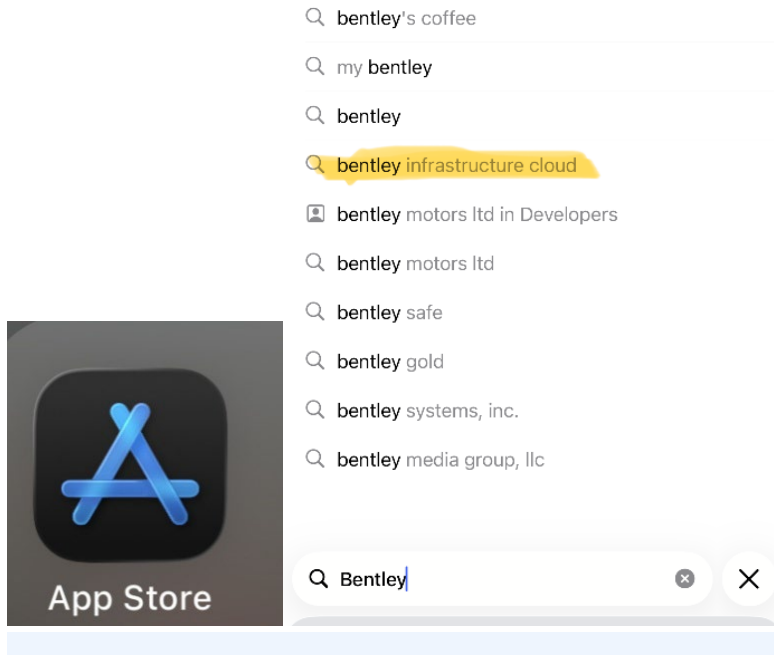 bentley's coffee
my bentley
bentley
bentley infrastructure cloud
bentley motors ltd in Developers
bentley motors ltd
bentley safe
bentley gold
bentley systems, inc.
bentley media group, llc
Bentley
App Store